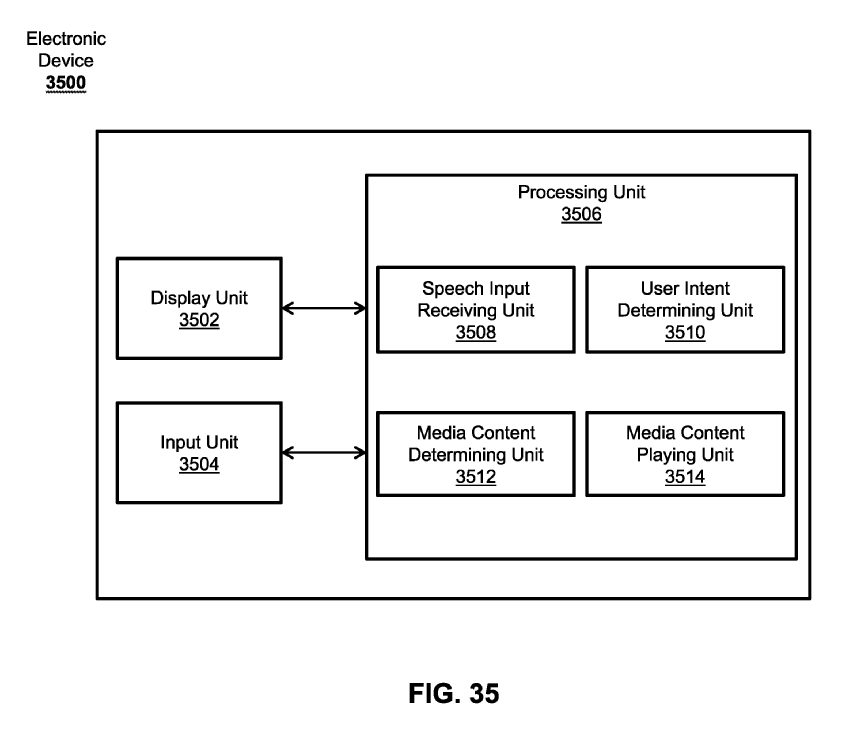 Electronic
Device
3500
Processing Unit
3506
Display Unit
3502
Speech Input
Receiving Unit
3508
User Intent
Determining Unit
3510
Input Unit
3504
Media Content
Determining Unit
3512
Media Content
Playing Unit
3514
FIG. 35